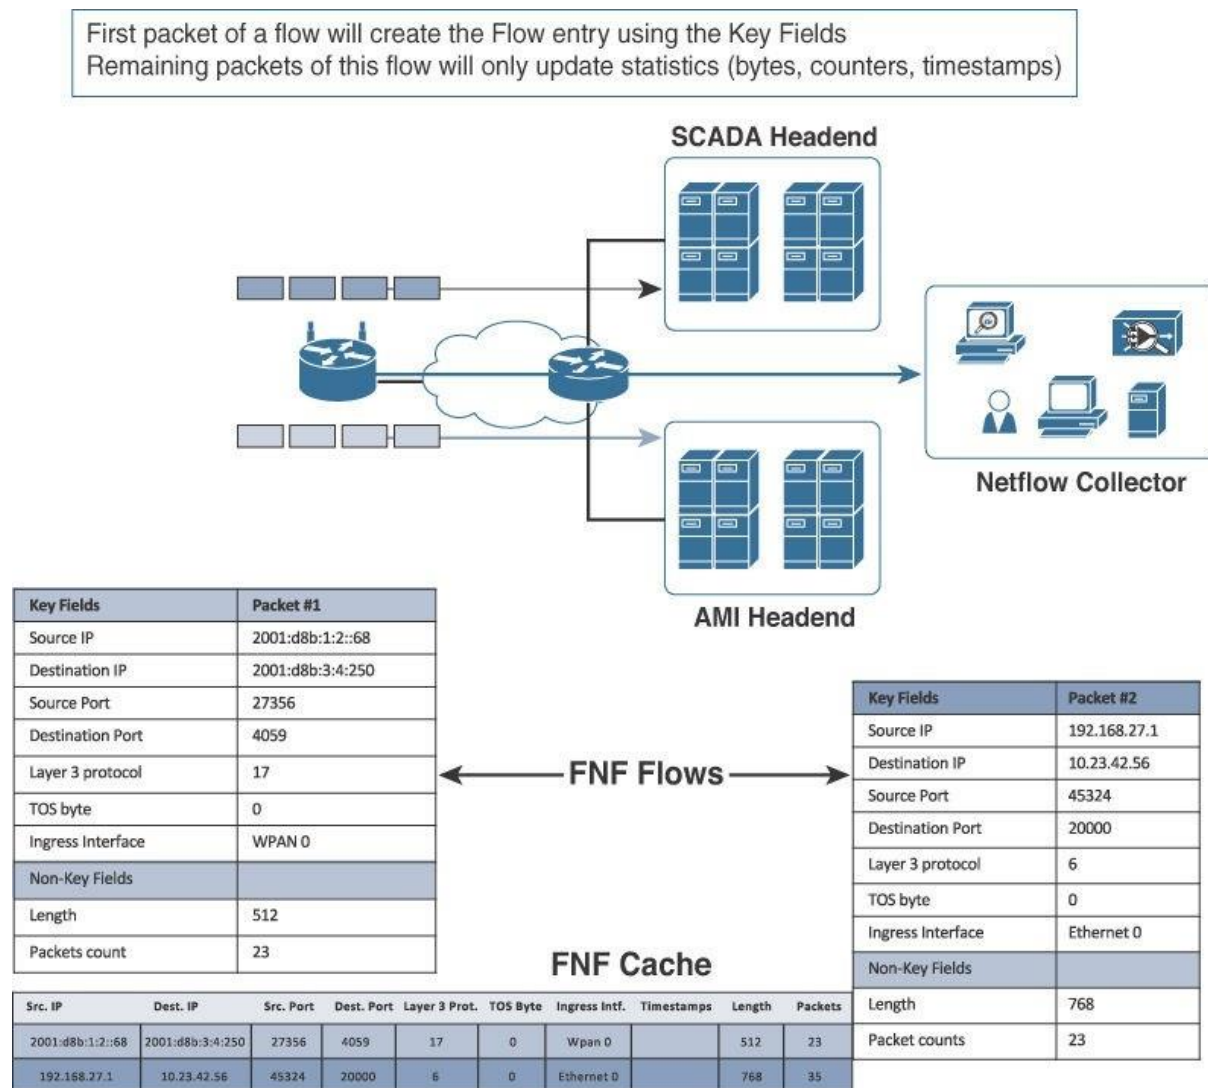 First packet of a flow will create the Flow entry using the Key Fields
Remaining packets of this flow will only update statistics (bytes, counters, timestamps)
SCADA Headend
Netflow Collector
AMI Headend
Key Fields Packet #1
Source IP 2001:d8b:1:2::68
Destination IP 2001:d8b:3:4:250
Source Port 27356
Destination Port 4059
Layer 3 protocol 17
TOS byte 0
Ingress Interface WPAN 0
Non-Key Fields
Length 512
Packets count 23
FNF Flows
Key Fields Packet #2
Source IP 192.168.27.1
Destination IP 10.23.42.56
Source Port 45324
Destination Port 20000
Layer 3 protocol 6
TOS byte 0
Ingress Interface Ethernet 0
Non-Key Fields
Length 768
Packet counts 23
FNF Cache
Src. IP Dest. IP Src. Port Dest. Port Layer 3 Prot. TOS Byte Ingress Intf. Timestamps Length Packets
2001:d8b:1:2::68 2001:d8b:3:4:250 27356 4059 17 0 Wpan 0 512 23
192.168.27.1 10.23.42.56 45324 20000 6 0 Ethernet 0 768 35